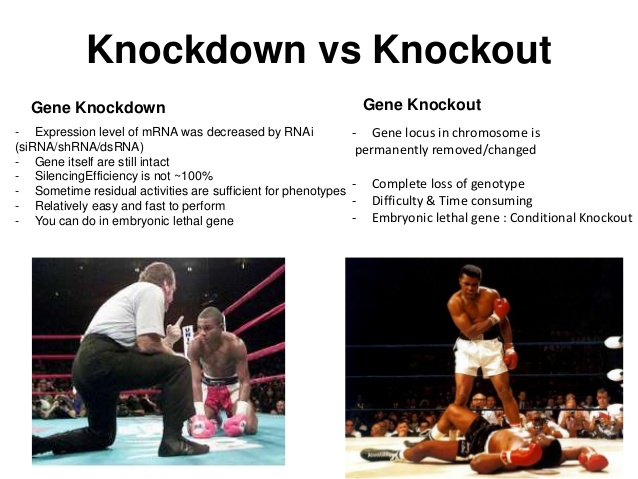 Knockdown vs Knockout
Gene Knockdown
- Expression level of mRNA was decreased by RNAi
(siRNA/shRNA/dsRNA)
- Gene itself are still intact
- SilencingEfficiency is not ~100%
- Sometime residual activities are sufficient for phenotypes
- Relatively easy and fast to perform
- You can do in embryonic lethal gene
Gene Knockout
- Gene locus in chromosome is
permanently removed/changed
- Complete loss of genotype
- Difficulty & Time consuming
- Embryonic lethal gene : Conditional Knockout